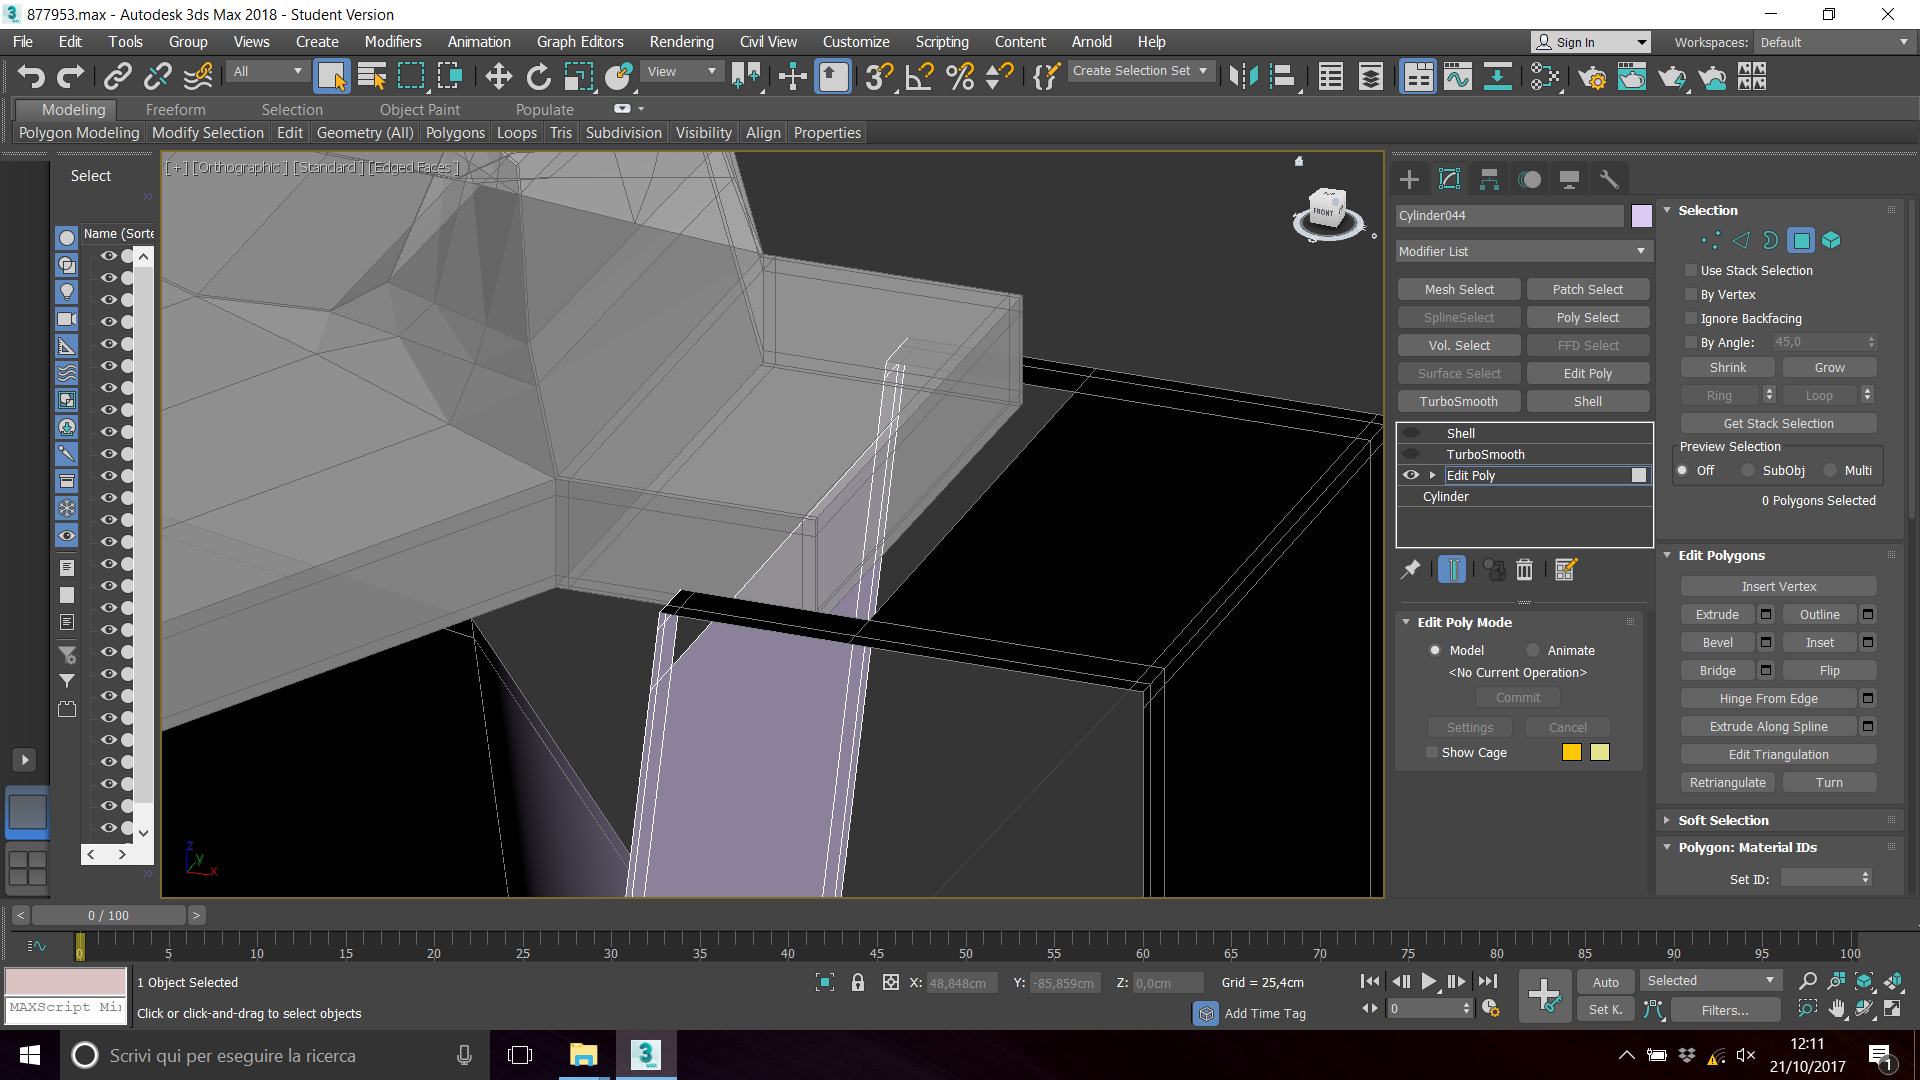 877953.max - Autodesk 3ds Max 2018 - Student Version
File Edit Tools Group Views Create Modifiers Animation Graph Editors Rendering Civil View Customize Scripting Content Arnold Help
Sign In
Workspaces: Default
All
View
Create Selection Set
Modeling Freeform Selection Object Paint Populate
Polygon Modeling Modify Selection Edit Geometry (All) Polygons Loops Tris Subdivision Visibility Align Properties
Select
Name (Sorte
[+] [Orthographic] [Standard] [Edged Faces]
FRONT
z
y
x
Cylinder044
Modifier List
Mesh Select Patch Select
SplineSelect Poly Select
Vol. Select FFD Select
Surface Select Edit Poly
TurboSmooth Shell
Shell
TurboSmooth
Edit Poly
Cylinder
Edit Poly Mode
Model Animate
<No Current Operation>
Commit
Settings Cancel
Show Cage
Selection
Use Stack Selection
By Vertex
Ignore Backfacing
By Angle: 45,0
Shrink Grow
Ring Loop
Get Stack Selection
Preview Selection
Off SubObj Multi
0 Polygons Selected
Edit Polygons
Insert Vertex
Extrude Outline
Bevel Inset
Bridge Flip
Hinge From Edge
Extrude Along Spline
Edit Triangulation
Retriangulate Turn
Soft Selection
Polygon: Material IDs
Set ID:
< 0 / 100 >
0 5 10 15 20 25 30 35 40 45 50 55 60 65 70 75 80 85 90 95 100
1 Object Selected
X: 48,848cm Y: -85,859cm Z: 0,0cm Grid = 25,4cm
Auto Selected
MAXScript Mi
Click or click-and-drag to select objects
Add Time Tag
0
Set K. Filters...
Scrivi qui per eseguire la ricerca
3
MAX
12:11
21/10/2017
1